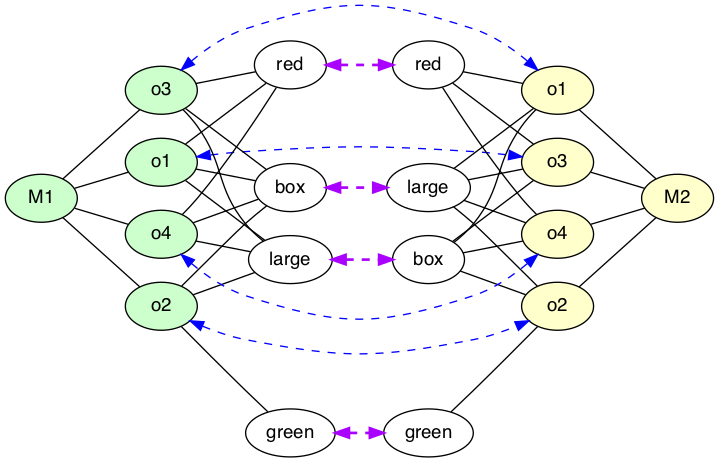 red
red
o3
o1
o1
o3
box
large
M1
M2
o4
o4
large
box
o2
o2
green
green